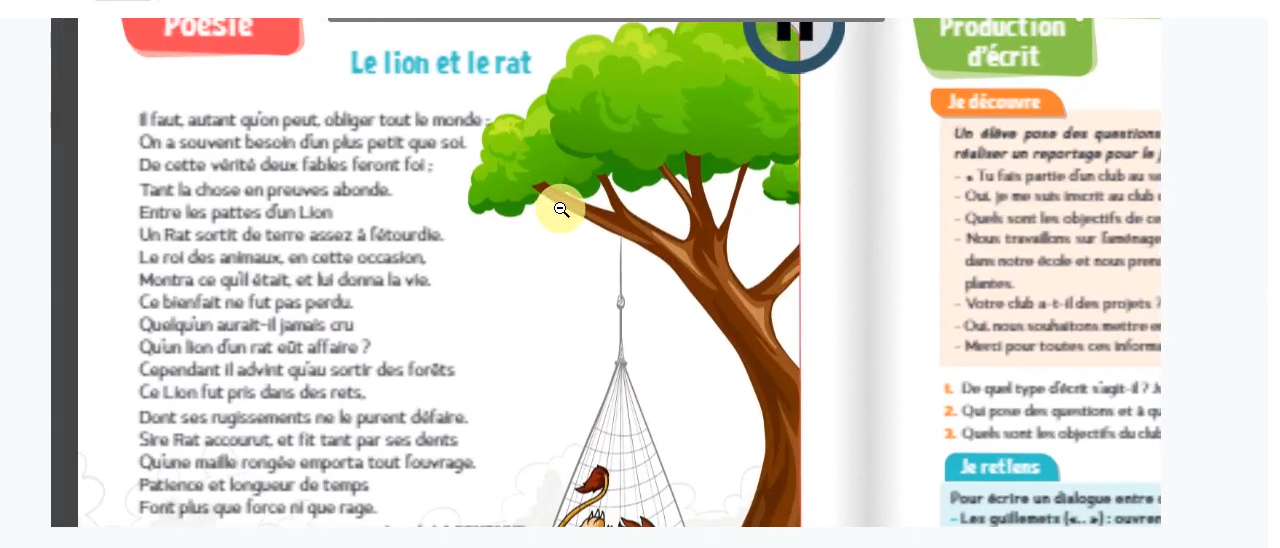 Poésie
Le lion et le rat
Il faut, autant qu'on peut, obliger tout le monde :
On a souvent besoin d'un plus petit que soi.
De cette vérité deux fables feront foi ;
Tant la chose en preuves abonde.
Entre les pattes d'un Lion
Un Rat sortit de terre assez à l'étourdie.
Le roi des animaux, en cette occasion,
Montra ce qu'il était, et lui donna la vie.
Ce bienfait ne fut pas perdu.
Quelqu'un aurait-il jamais cru
Qu'un lion d'un rat eût affaire ?
Cependant il advint qu'au sortir des forêts
Ce Lion fut pris dans des rets,
Dont ses rugissements ne le purent défaire.
Sire Rat accourut, et fit tant par ses dents
Qu'une maille rongée emporta tout l'ouvrage.
Patience et longueur de temps
Font plus que force ni que rage.
Production
d'écrit
Je découvre
Un élève pose des questions
réaliser un reportage pour le
- « Tu fais partie d'un club au
- Oui, je me suis inscrit au club
- Quels sont les objectifs de
- Nous travaillons sur
dans notre école et nous
plantes.
- Votre club a-t-il des projets ?
- Oui, nous souhaitons mettre
- Merci pour toutes ces
1. De quel type d'écrit s'agit-il ?
2. Qui pose des questions et à
3. Quels sont les objectifs du club
Je retiens
Pour écrire un dialogue entre
- Les guillemets («.. ») :